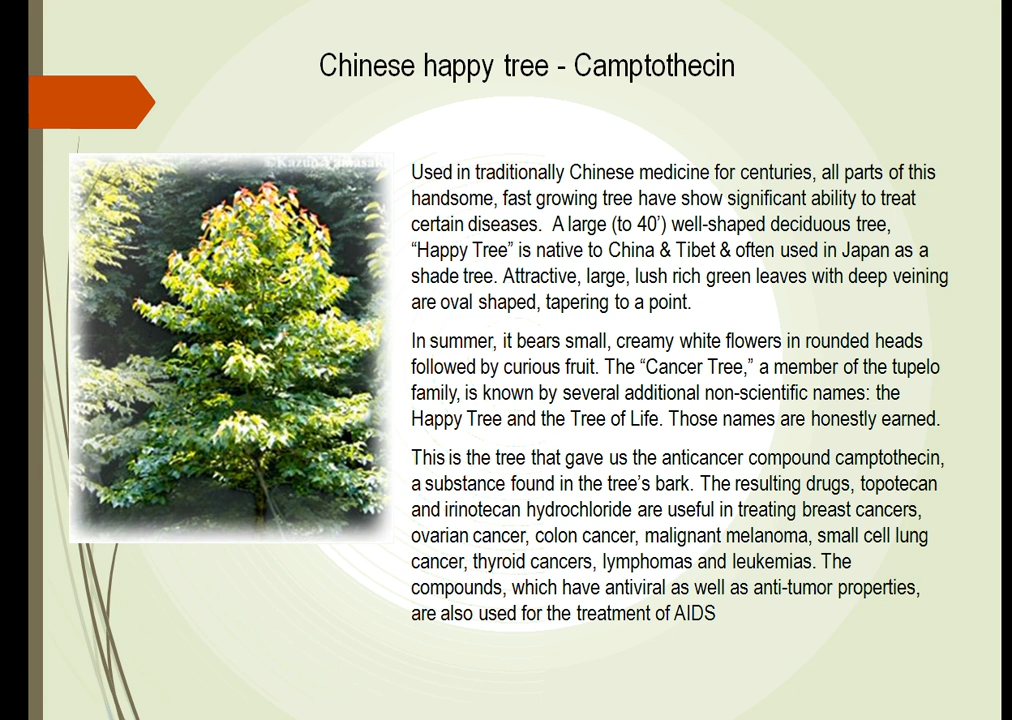 Chinese happy tree - Camptothecin
©Kazuo Yamasaki
Used in traditionally Chinese medicine for centuries, all parts of this
handsome, fast growing tree have show significant ability to treat
certain diseases.  A large (to 40’) well-shaped deciduous tree,
“Happy Tree” is native to China & Tibet & often used in Japan as a
shade tree. Attractive, large, lush rich green leaves with deep veining
are oval shaped, tapering to a point.
In summer, it bears small, creamy white flowers in rounded heads
followed by curious fruit. The “Cancer Tree,” a member of the tupelo
family, is known by several additional non-scientific names: the
Happy Tree and the Tree of Life. Those names are honestly earned.
This is the tree that gave us the anticancer compound camptothecin,
a substance found in the tree’s bark. The resulting drugs, topotecan
and irinotecan hydrochloride are useful in treating breast cancers,
ovarian cancer, colon cancer, malignant melanoma, small cell lung
cancer, thyroid cancers, lymphomas and leukemias. The
compounds, which have antiviral as well as anti-tumor properties,
are also used for the treatment of AIDS